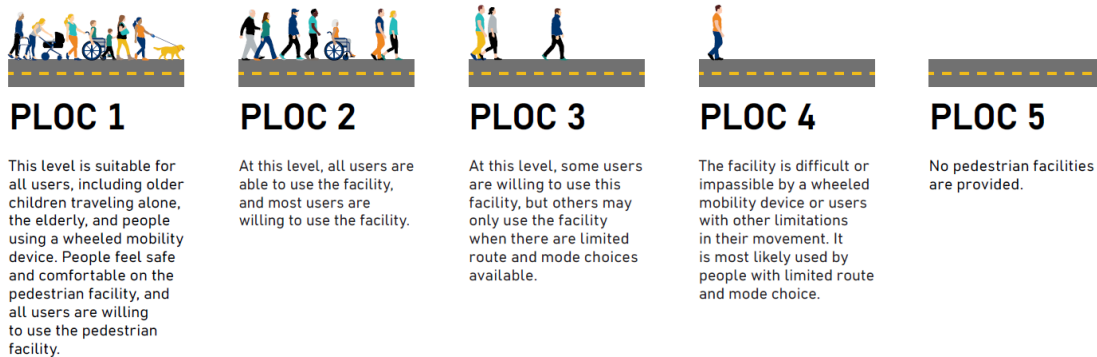 PLOC 1
This level is suitable for
all users, including older
children traveling alone,
the elderly, and people
using a wheeled mobility
device. People feel safe
and comfortable on the
pedestrian facility, and
all users are willing
to use the pedestrian
facility.
PLOC 2
At this level, all users are
able to use the facility,
and most users are
willing to use the facility.
PLOC 3
At this level, some users
are willing to use this
facility, but others may
only use the facility
when there are limited
route and mode choices
available.
PLOC 4
The facility is difficult or
impassible by a wheeled
mobility device or users
with other limitations
in their movement. It
is most likely used by
people with limited route
and mode choice.
PLOC 5
No pedestrian facilities
are provided.